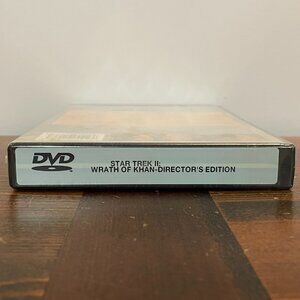 DVD
STAR TREK II:
WRATH OF KHAN-DIRECTOR'S EDITION